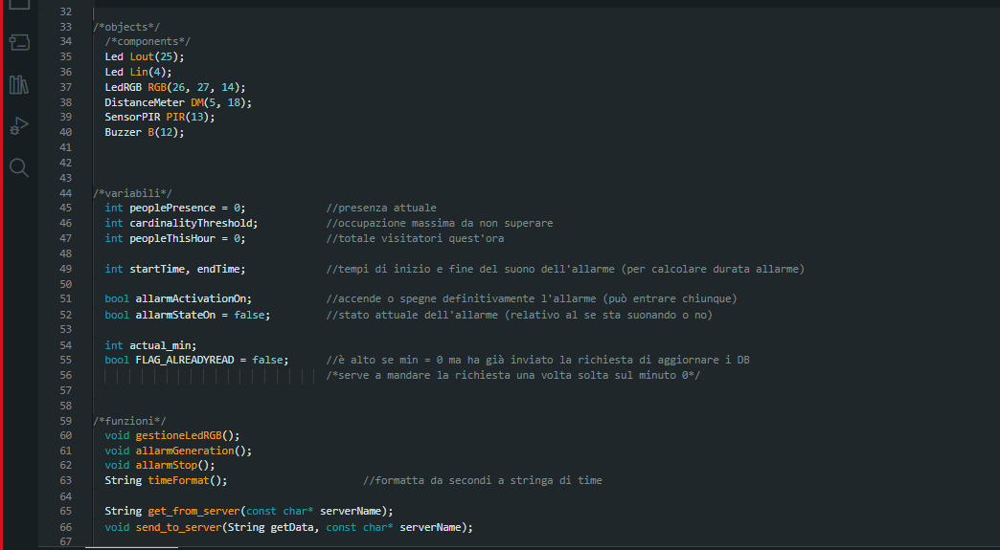 32
33 /*objects*/
34 /*components*/
35 Led Lout(25);
36 Led Lin(4);
37 LedRGB RGB(26, 27, 14);
38 DistanceMeter DM(5, 18);
39 SensorPIR PIR(13);
40 Buzzer B(12);
41
42
43
44 /*variabili*/
45 int peoplePresence = 0; //presenza attuale
46 int cardinalityThreshold; //occupazione massima da non superare
47 int peopleThisHour = 0; //totale visitatori quest'ora
48
49 int startTime, endTime; //tempi di inizio e fine del suono dell'allarme (per calcolare durata allarme)
50
51 bool allarmActivationOn; //accende o spegne definitivamente l'allarme (può entrare chiunque)
52 bool allarmStateOn = false; //stato attuale dell'allarme (relativo al se sta suonando o no)
53
54 int actual_min;
55 bool FLAG_ALREADYREAD = false; //è alto se min = 0 ma ha già inviato la richiesta di aggiornare i DB
56 /*serve a mandare la richiesta una volta solta sul minuto 0*/
57
58
59 /*funzioni*/
60 void gestioneLedRGB();
61 void allarmGeneration();
62 void allarmStop();
63 String timeFormat(); //formatta da secondi a stringa di time
64
65 String get_from_server(const char* serverName);
66 void send_to_server(String getData, const char* serverName);
67